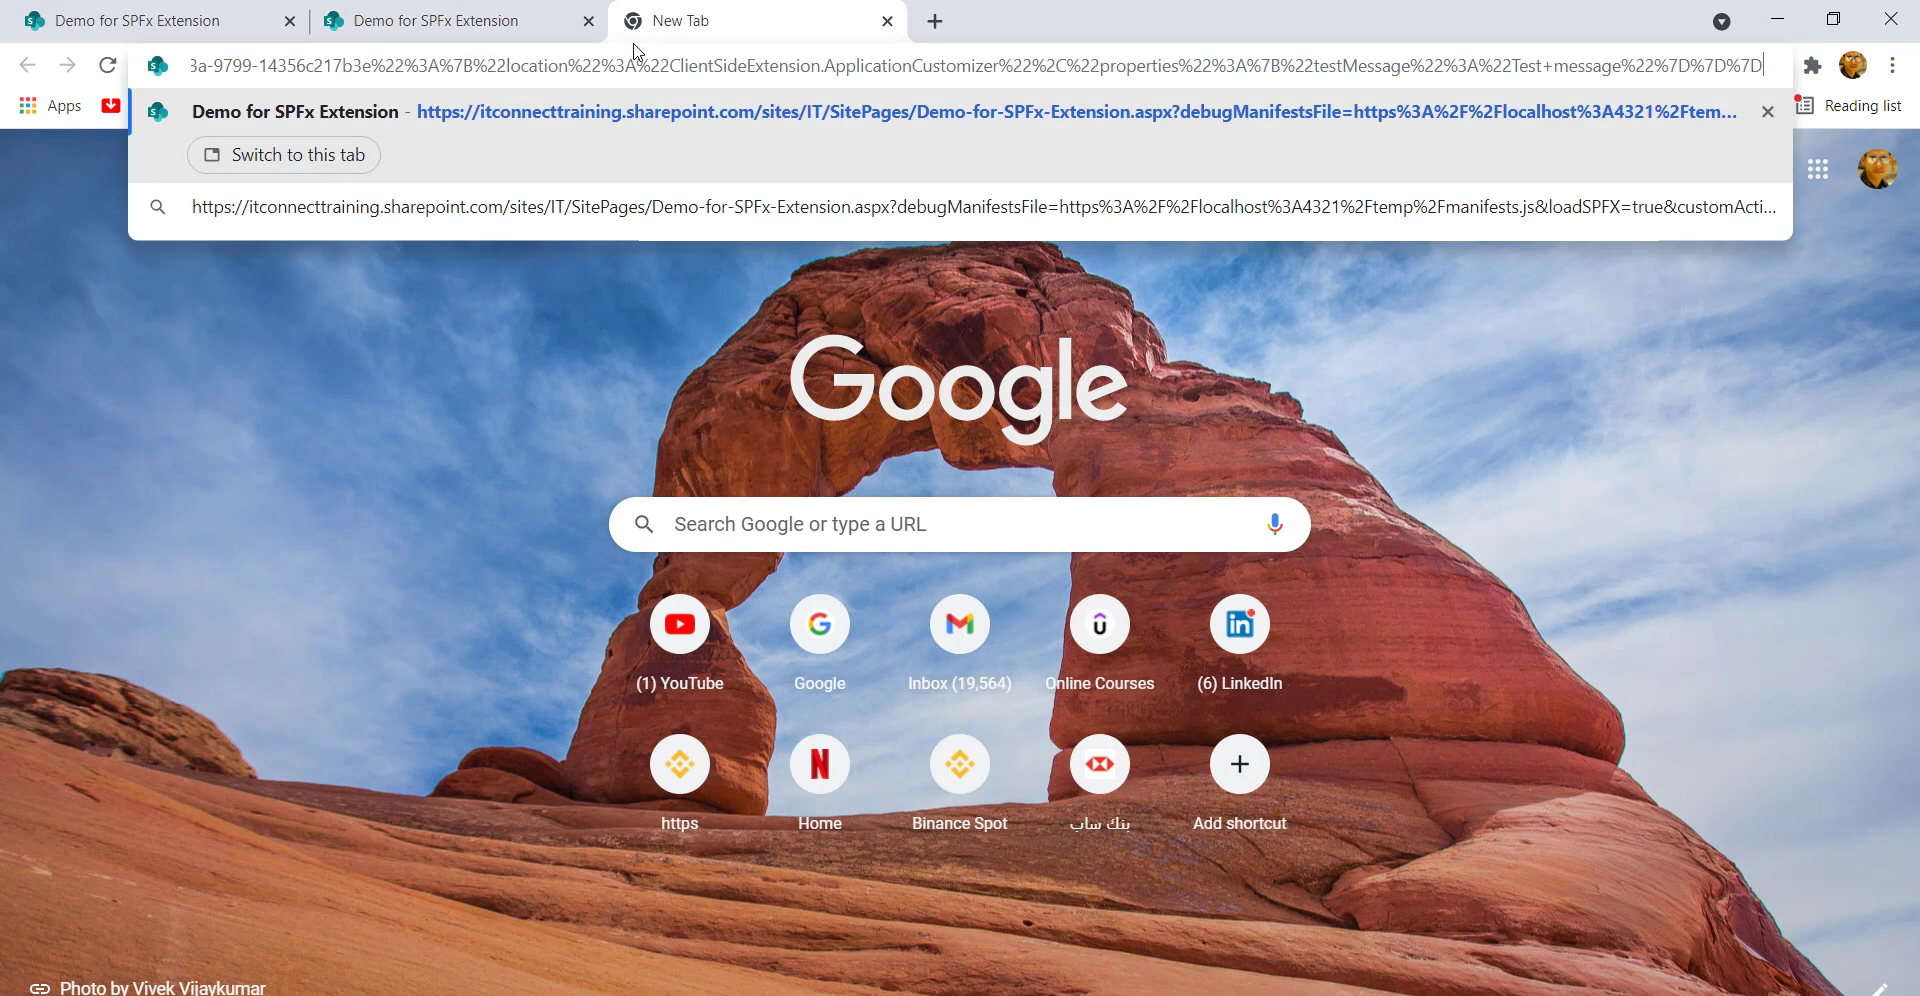 Demo for SPFx Extension
Demo for SPFx Extension
New Tab
3a-9799-14356c217b3e%22%3A%7B%22location%22%3A%22ClientSideExtension.ApplicationCustomizer%22%2C%22properties%22%3A%7B%22testMessage%22%3A%22Test+message%22%7D%7D%7D
Apps
Demo for SPFx Extension - https://itconnecttraining.sharepoint.com/sites/IT/SitePages/Demo-for-SPFx-Extension.aspx?debugManifestsFile=https%3A%2F%2Flocalhost%3A4321%2Ftem...
Reading list
Switch to this tab
https://itconnecttraining.sharepoint.com/sites/IT/SitePages/Demo-for-SPFx-Extension.aspx?debugManifestsFile=https%3A%2F%2Flocalhost%3A4321%2Ftemp%2Fmanifests.js&loadSPFX=true&customActi...
Google
Search Google or type a URL
(1) YouTube
Google
Inbox (19,564)
Online Courses
(6) LinkedIn
https
Home
Binance Spot
بنك ساب
Add shortcut
Photo by Vivek Vijaykumar